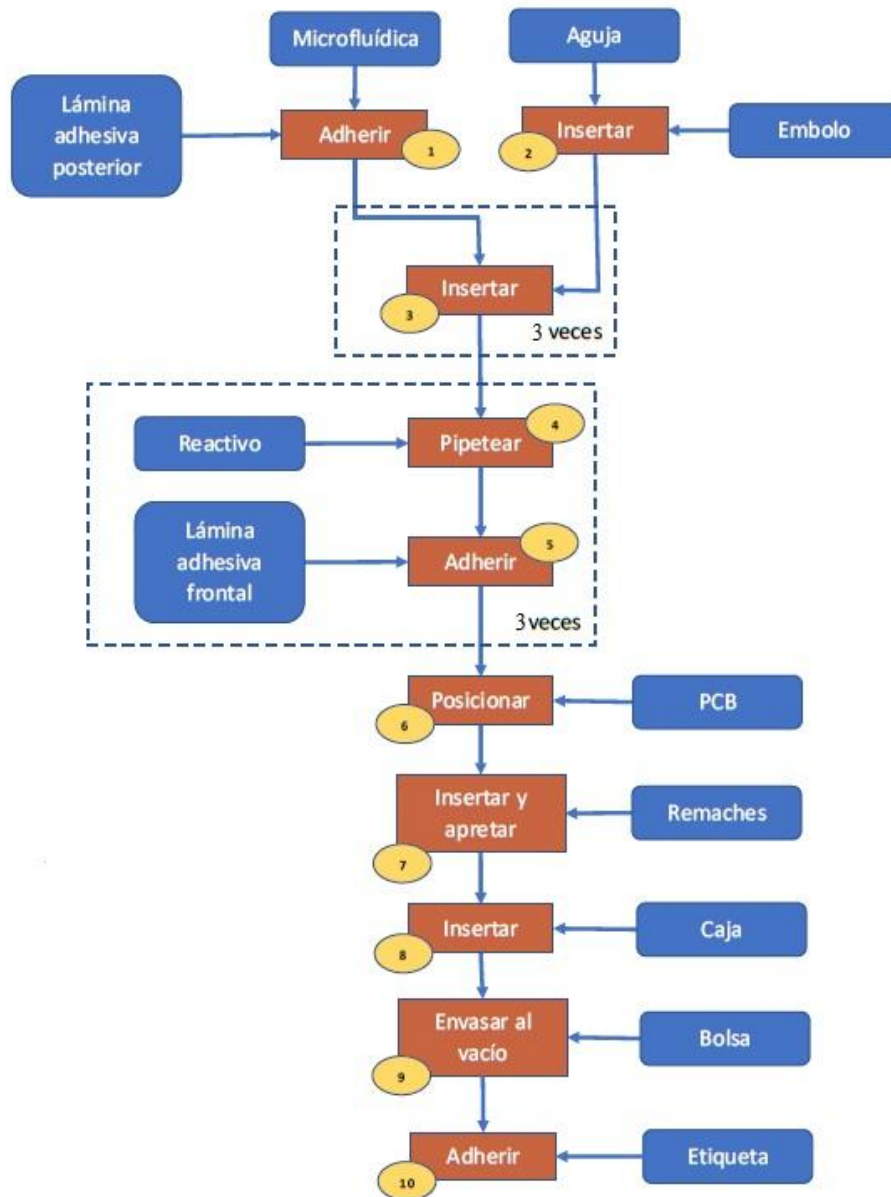 Microfluídica
Aguja
Lámina
adhesiva
posterior
Adherir
1
Insertar
2
Embolo
Insertar
3
3 veces
Reactivo
Pipetear
4
Lámina
adhesiva
frontal
Adherir
5
3 veces
Posicionar
6
PCB
Insertar y
apretar
7
Remaches
Insertar
8
Caja
Envasar al
vacío
9
Bolsa
Adherir
10
Etiqueta